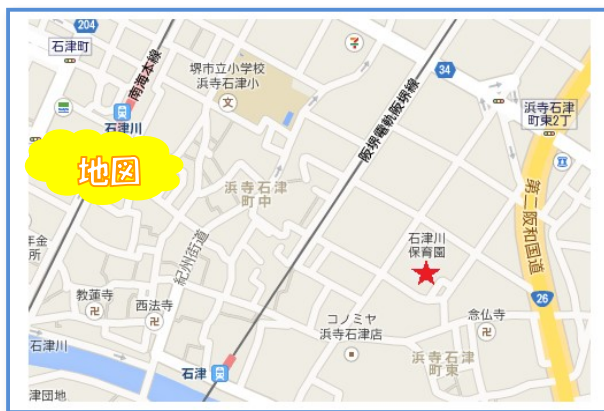 204
石津町
南海本線
堺市立小学校
浜寺石津小
文
34
阪堺電軌阪堺線
浜寺石津
町東2丁
石津川
地図
浜寺石津
町中
第二阪和国道
紀州街道
石津川
保育園
年金
所
教蓮寺
西法寺
26
コノミヤ
浜寺石津店
念仏寺
石津川
石津
浜寺石津
町東
津団地